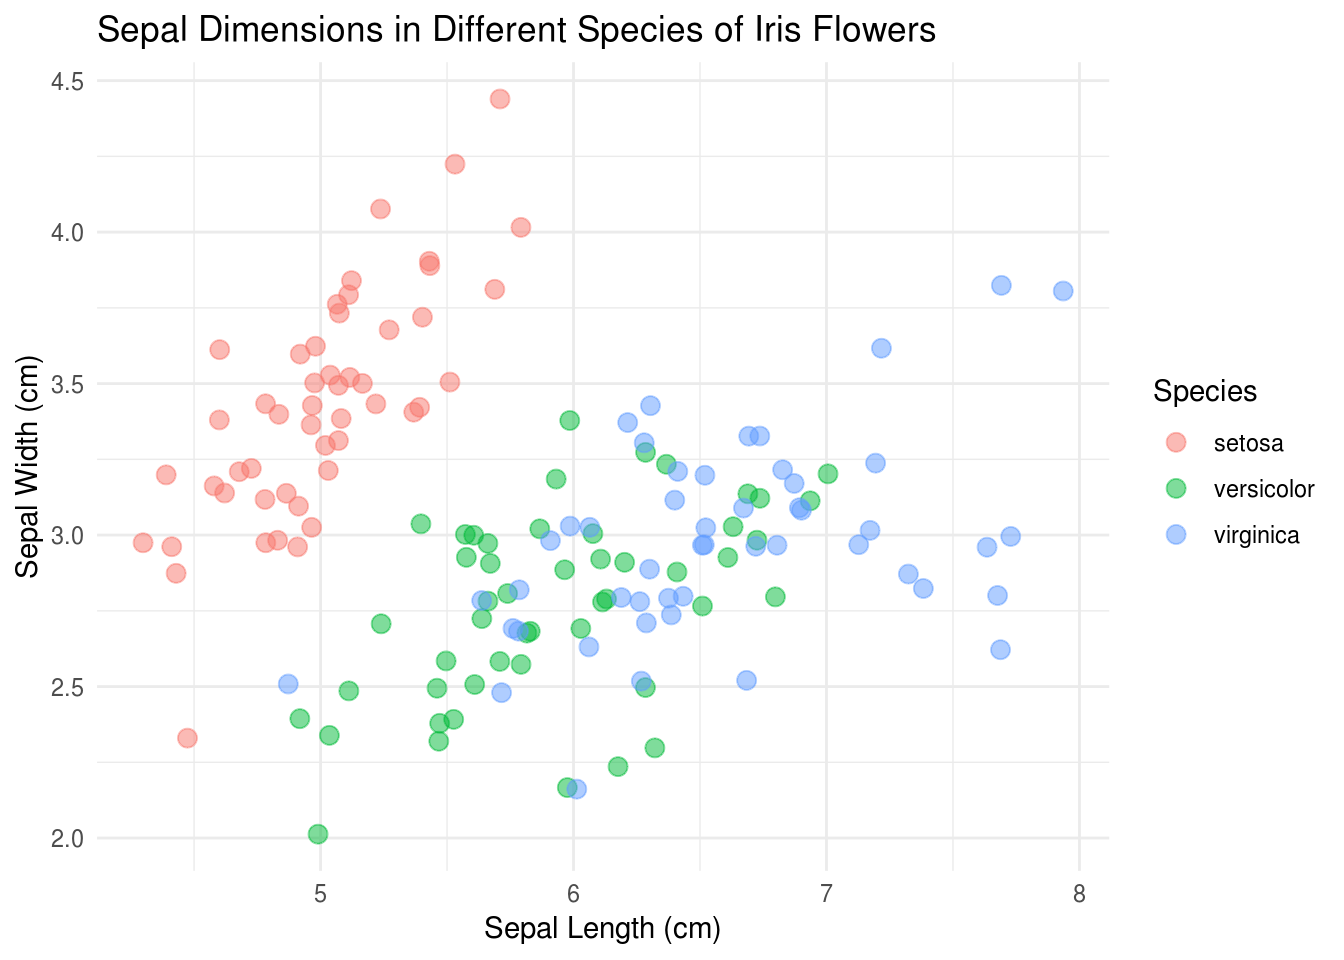 Sepal Dimensions in Different Species of Iris Flowers
4.5
4.0
3.5
3.0
2.5
2.0
Sepal Width (cm)
5 6 7 8
Sepal Length (cm)
Species
setosa
versicolor
virginica